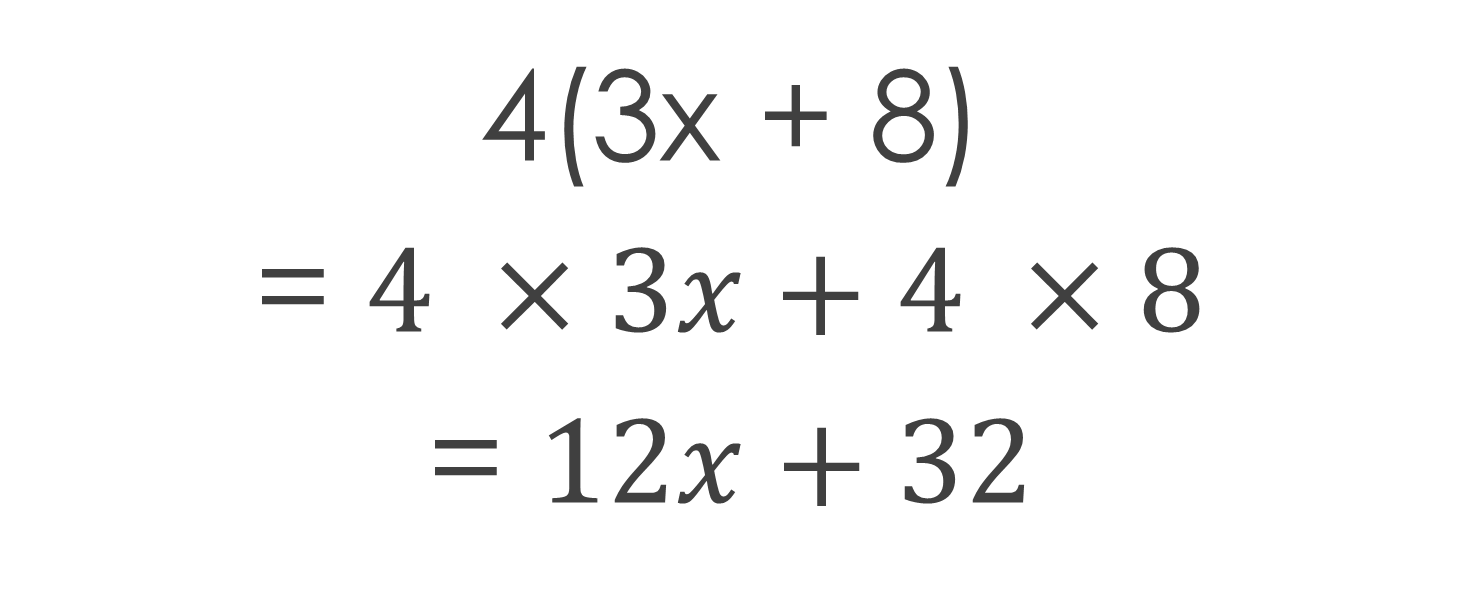 4(3x + 8)
= 4 × 3x + 4 × 8
= 12x + 32